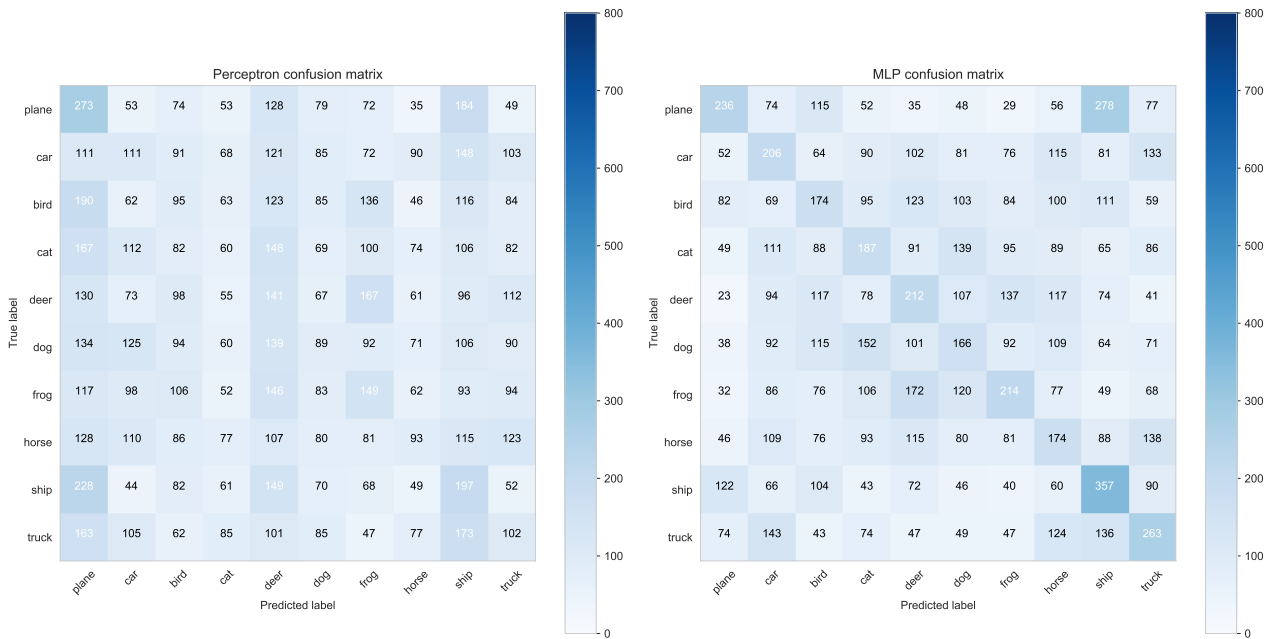 Perceptron confusion matrix
800
700
600
500
400
300
200
100
0
True label
plane 273 53 74 53 128 79 72 35 184 49
car 111 111 91 68 121 85 72 90 148 103
bird 190 62 95 63 123 85 136 46 116 84
cat 167 112 82 60 148 69 100 74 106 82
deer 130 73 98 55 141 67 167 61 96 112
dog 134 125 94 60 139 89 92 71 106 90
frog 117 98 106 52 146 83 149 62 93 94
horse 128 110 86 77 107 80 81 93 115 123
ship 228 44 82 61 149 70 68 49 197 52
truck 163 105 62 85 101 85 47 77 173 102
plane car bird cat deer dog frog horse ship truck
Predicted label
MLP confusion matrix
800
700
600
500
400
300
200
100
0
True label
plane 236 74 115 52 35 48 29 56 278 77
car 52 206 64 90 102 81 76 115 81 133
bird 82 69 174 95 123 103 84 100 111 59
cat 49 111 88 187 91 139 95 89 65 86
deer 23 94 117 78 212 107 137 117 74 41
dog 38 92 115 152 101 166 92 109 64 71
frog 32 86 76 106 172 120 214 77 49 68
horse 46 109 76 93 115 80 81 174 88 138
ship 122 66 104 43 72 46 40 60 357 90
truck 74 143 43 74 47 49 47 124 136 263
plane car bird cat deer dog frog horse ship truck
Predicted label